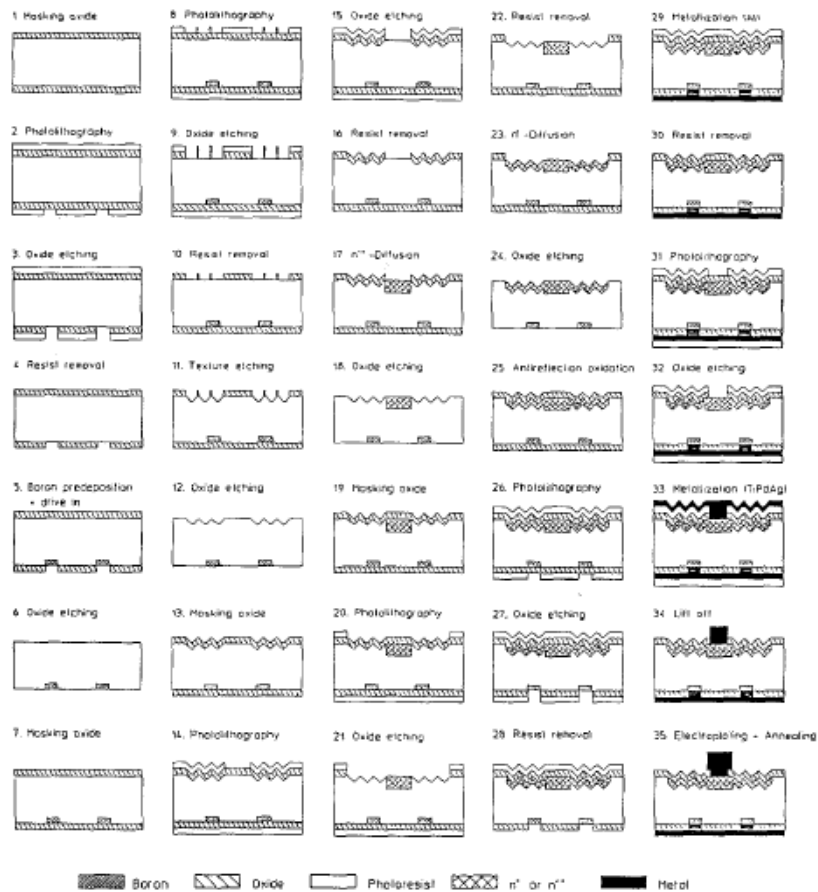 1 Masking oxide
2 Photolithography
3. Oxide etching
4 Resist removal
5. Boron predeposition
+ drive in
6 Oxide etching
7. Masking oxide
8 Photolithography
9. Oxide etching
10 Resist removal
11. Texture etching
12. Oxide etching
13. Masking oxide
14. Photolithography
15 Oxide etching
16 Resist removal
17 n⁺⁺-Diffusion
18. Oxide etching
19 Masking oxide
20. Photolithography
21 Oxide etching
22. Resist removal
23. n⁺-Diffusion
24. Oxide etching
25 Antireflection oxidation
26. Photolithography
27. Oxide etching
28 Resist removal
29 Metallization (Al)
30 Resist removal
31 Photolithography
32 Oxide etching
33 Metallization (TiPdAg)
34 Lift off
35 Electroplating - Annealing
Boron Oxide Photoresist n⁺ or n⁺⁺ Metal